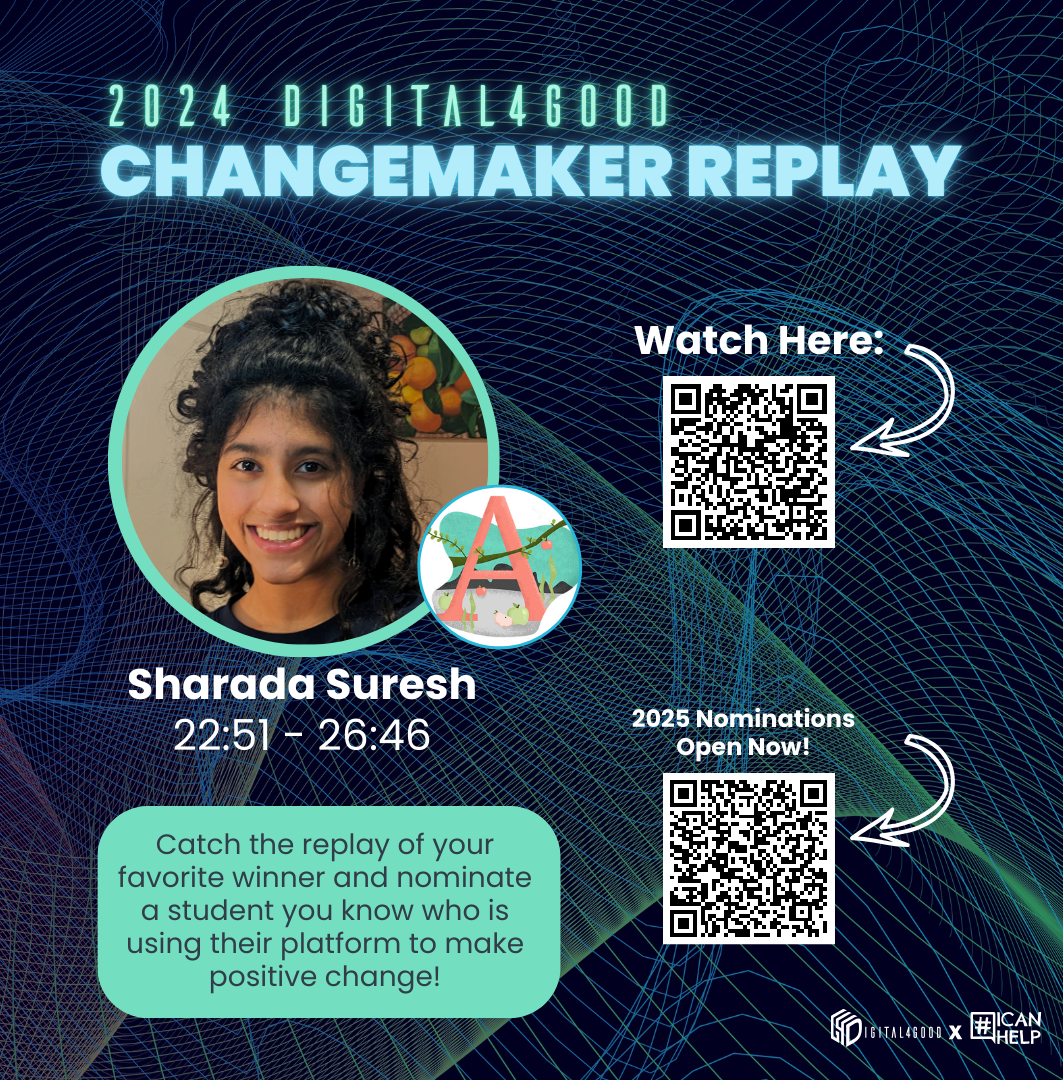 2024 DIGITAL4GOOD
CHANGEMAKER REPLAY
Watch Here:
A
Sharada Suresh
22:51 - 26:46
2025 Nominations
Open Now!
Catch the replay of your
favorite winner and nominate
a student you know who is
using their platform to make
positive change!
DIGITAL4GOOD X #ICAN
HELP